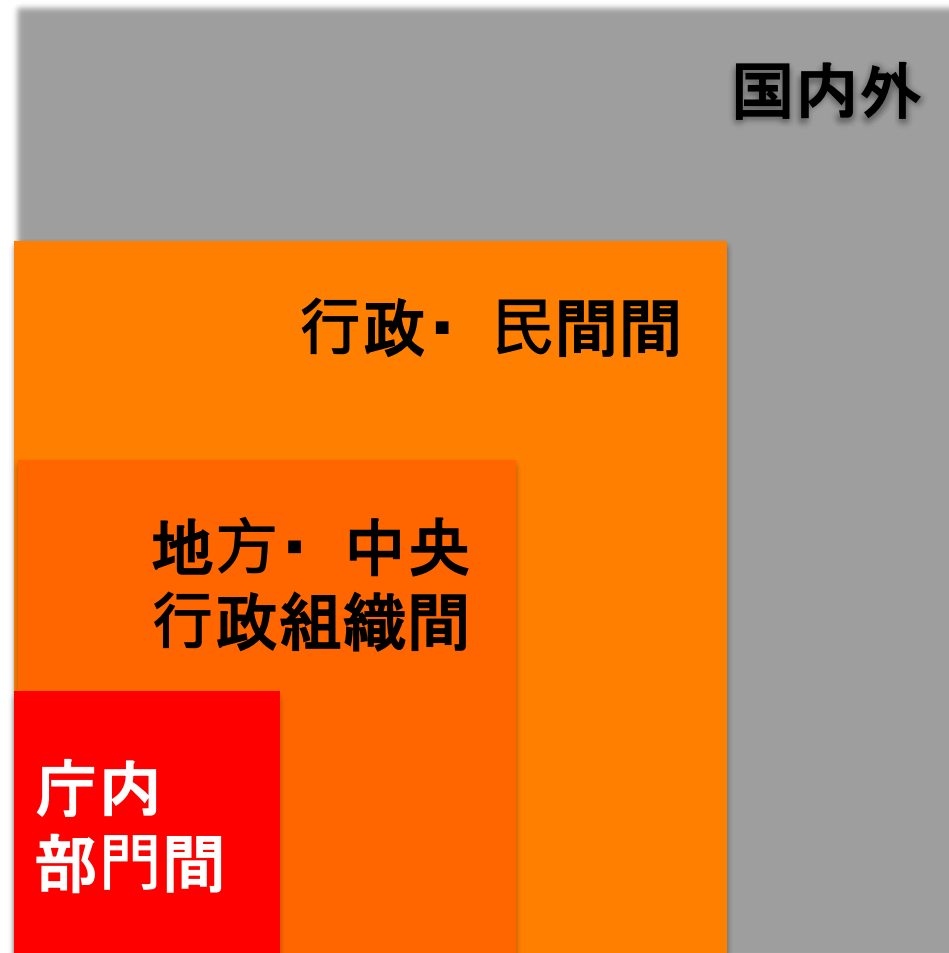 国内外
行政・ 民間間
地方・ 中央
行政組織間
庁内
部門間